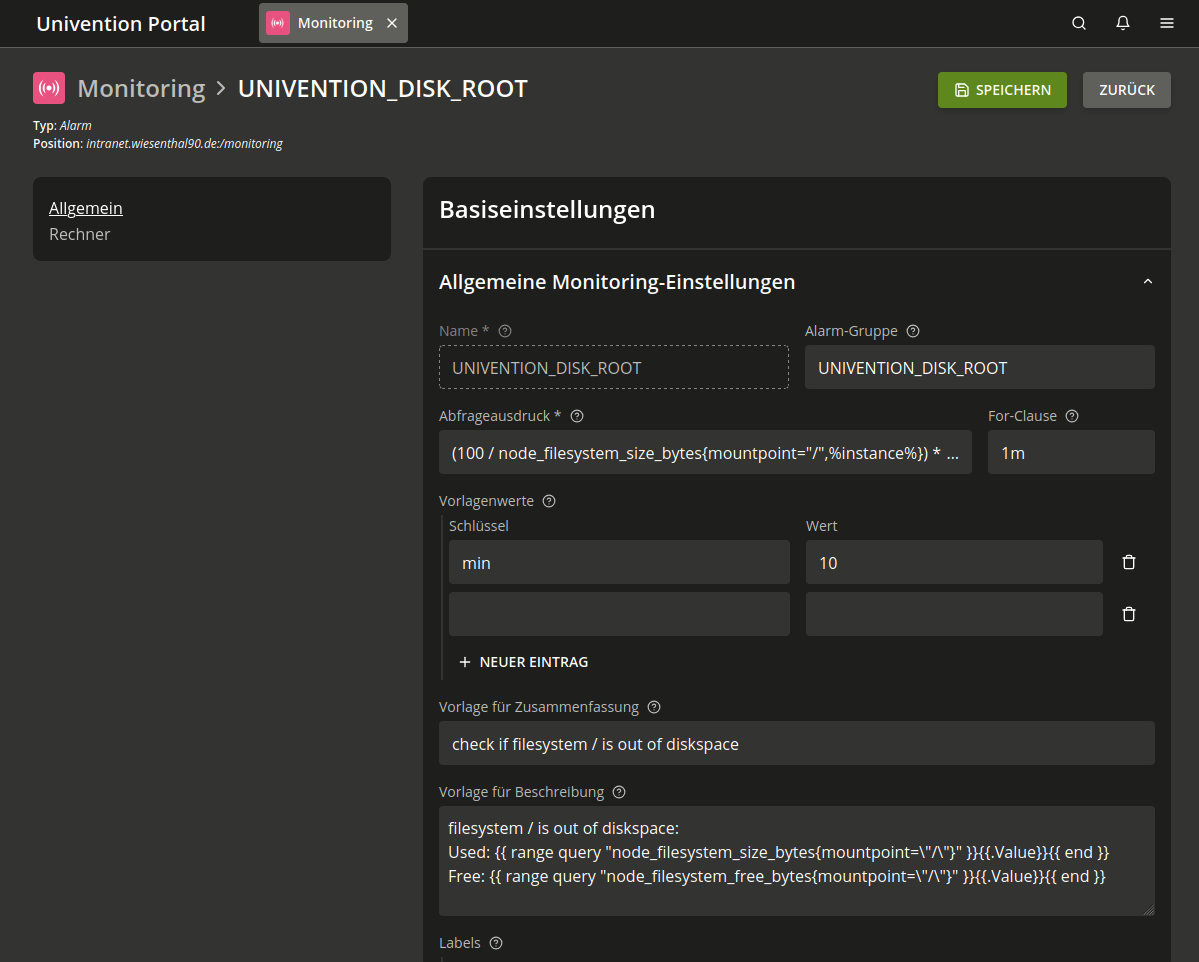 Univention Portal
Monitoring
Monitoring > UNIVENTION_DISK_ROOT
SPEICHERN
ZURÜCK
Typ: Alarm
Position: intranet.wiesenthal90.de:/monitoring
Allgemein
Rechner
Basiseinstellungen
Allgemeine Monitoring-Einstellungen
Name *
Alarm-Gruppe
UNIVENTION_DISK_ROOT
UNIVENTION_DISK_ROOT
Abfrageausdruck *
For-Clause
(100 / node_filesystem_size_bytes{mountpoint="/",%instance%}) * ...
1m
Vorlagenwerte
Schlüssel
Wert
min
10
+ NEUER EINTRAG
Vorlage für Zusammenfassung
check if filesystem / is out of diskspace
Vorlage für Beschreibung
filesystem / is out of diskspace:
Used: {{ range query "node_filesystem_size_bytes{mountpoint=\"/\"}" }}{{.Value}}{{ end }}
Free: {{ range query "node_filesystem_free_bytes{mountpoint=\"/\"}" }}{{.Value}}{{ end }}
Labels